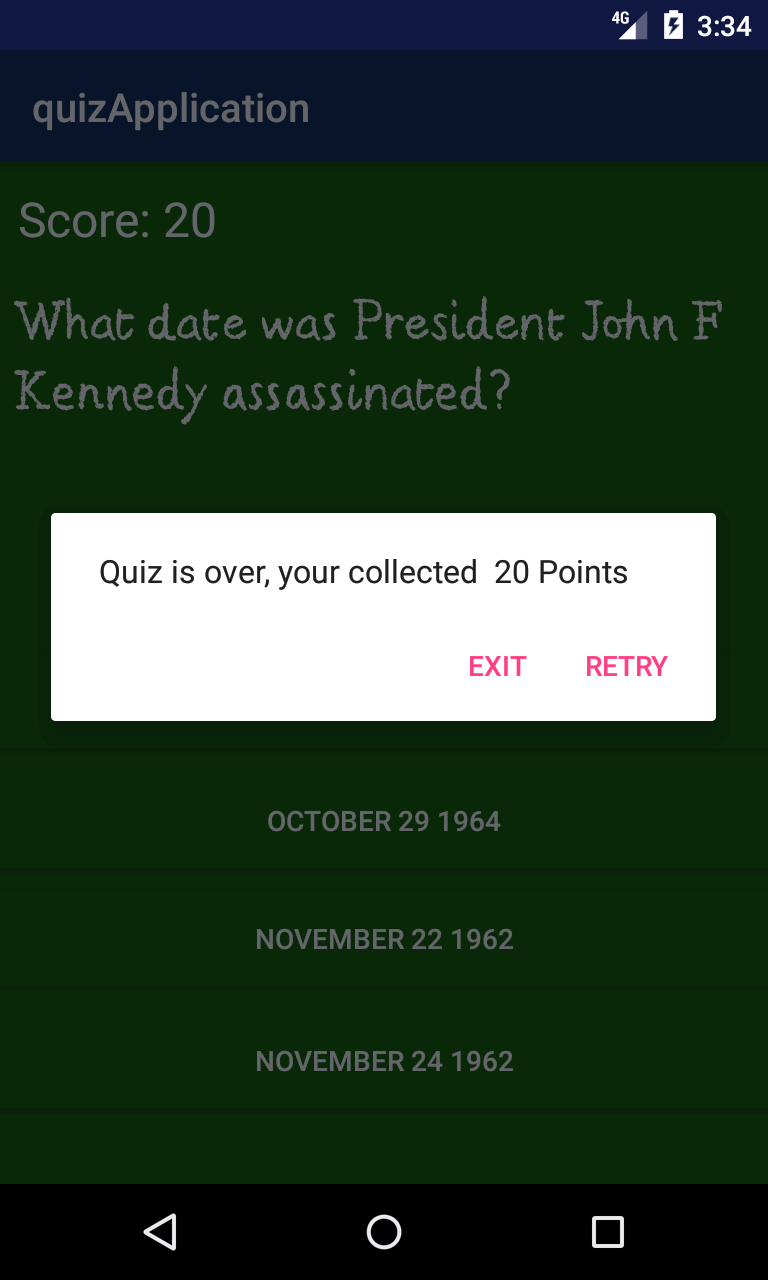 4G 3:34
quizApplication
Score: 20
What date was President John F
Kennedy assassinated?
Quiz is over, your collected  20 Points
EXIT RETRY
OCTOBER 29 1964
NOVEMBER 22 1962
NOVEMBER 24 1962